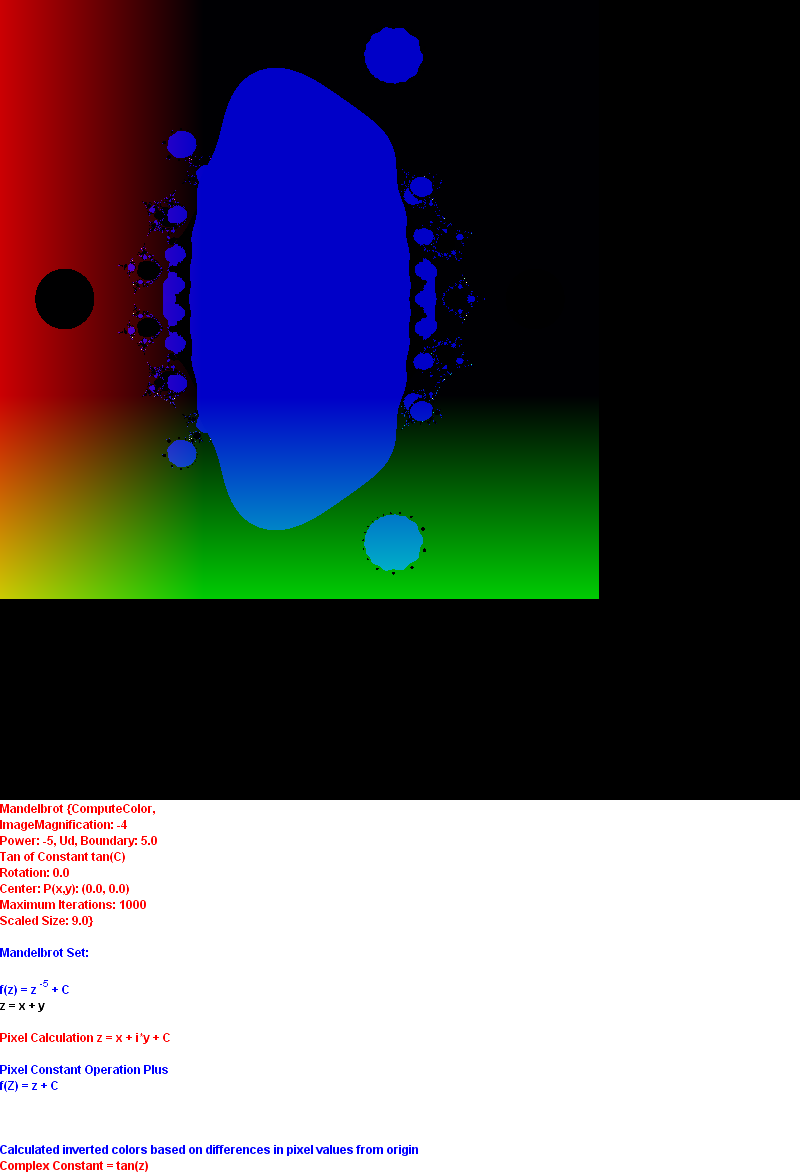 Mandelbrot {ComputeColor,
ImageMagnification: -4
Power: -5, Ud, Boundary: 5.0
Tan of Constant tan(C)
Rotation: 0.0
Center: P(x,y): (0.0, 0.0)
Maximum Iterations: 1000
Scaled Size: 9.0}
Mandelbrot Set:
f(z) = z -5 + C
z = x + y
Pixel Calculation z = x + i*y + C
Pixel Constant Operation Plus
f(Z) = z + C
Calculated inverted colors based on differences in pixel values from origin
Complex Constant = tan(z)